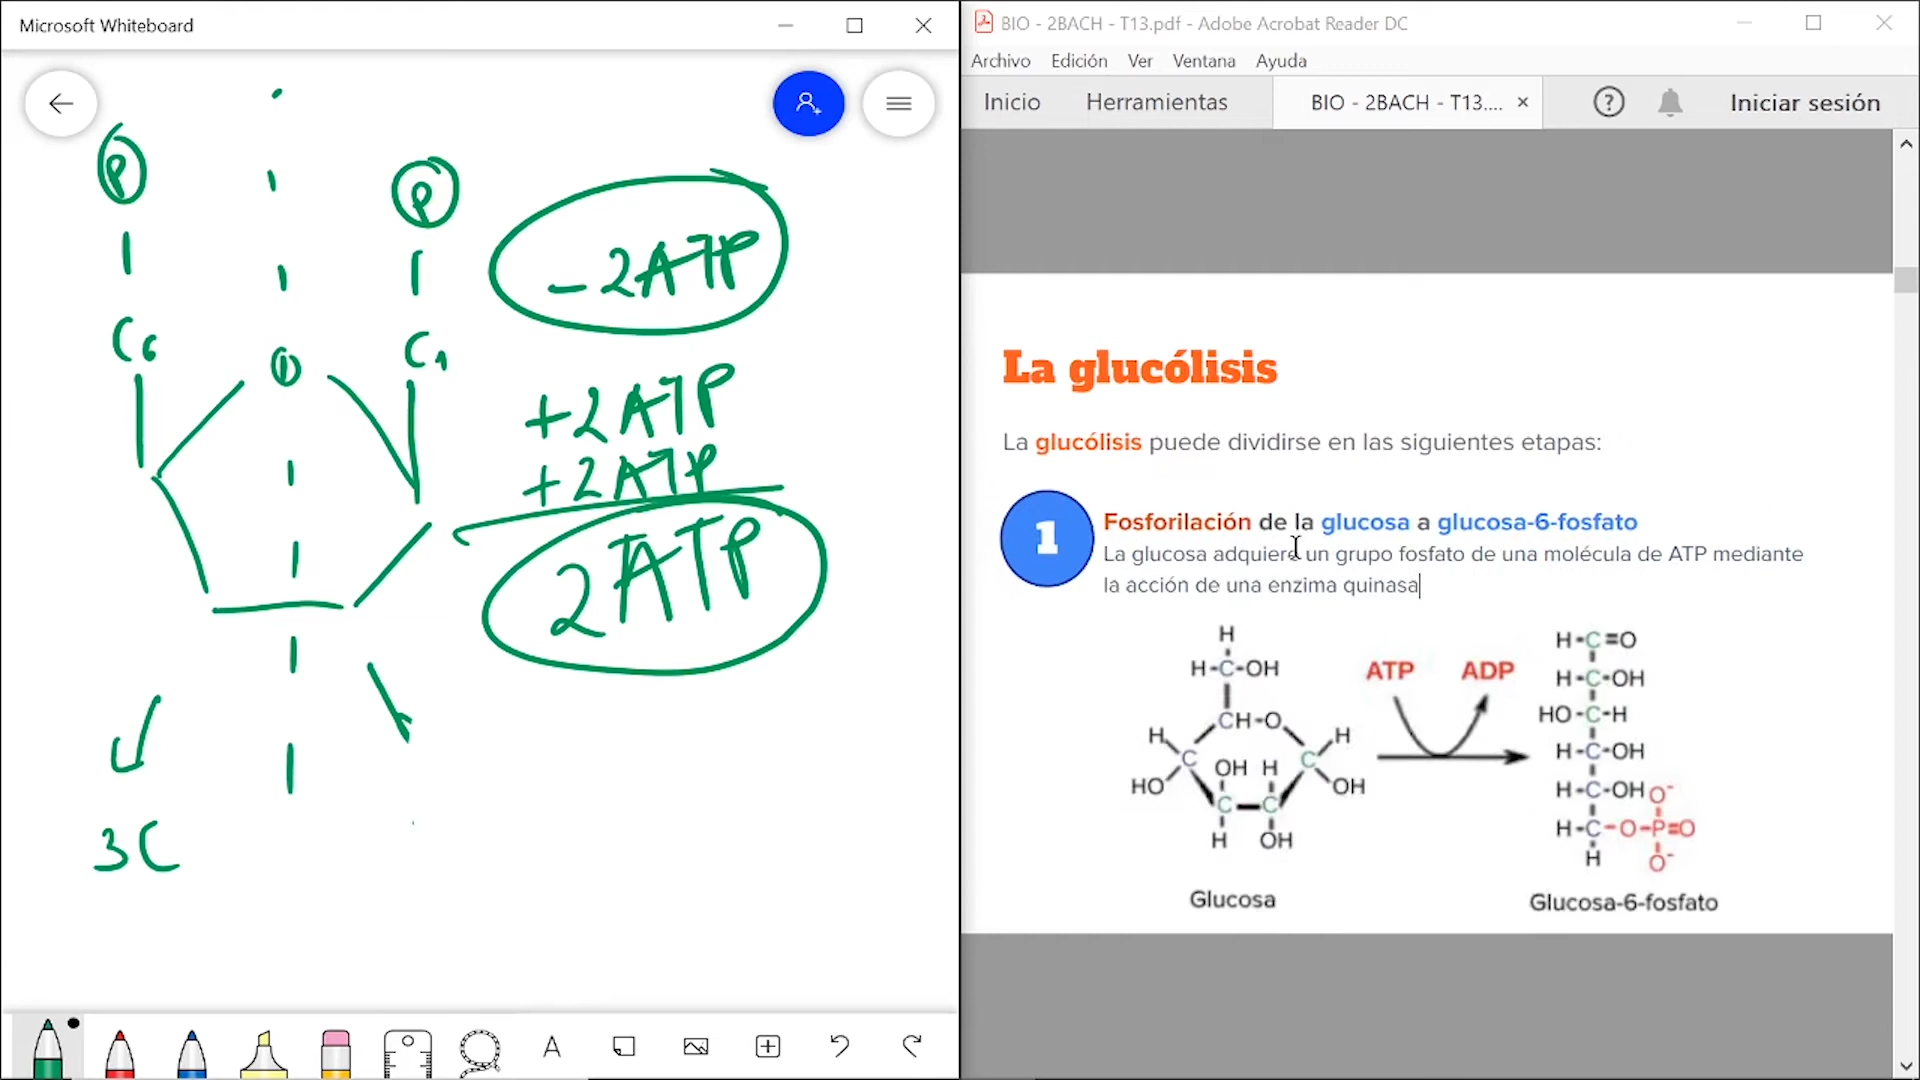 Microsoft Whiteboard
P
P
C6
O
C1
-2ATP
+2ATP
+2ATP
2ATP
3C
A
BIO - 2BACH - T13.pdf - Adobe Acrobat Reader DC
Archivo Edición Ver Ventana Ayuda
Inicio Herramientas BIO - 2BACH - T13.... Iniciar sesión
La glucólisis
La glucólisis puede dividirse en las siguientes etapas:
1
Fosforilación de la glucosa a glucosa-6-fosfato
La glucosa adquiere un grupo fosfato de una molécula de ATP mediante
la acción de una enzima quinasa
H
H-C-OH
CH-O
H
H
C
OH
H
C
HO
OH
C
C
H
OH
Glucosa
ATP
ADP
H-C=O
H-C-OH
HO-C-H
H-C-OH
H-C-OH
O-
H-C-O-P=O
H
O-
Glucosa-6-fosfato